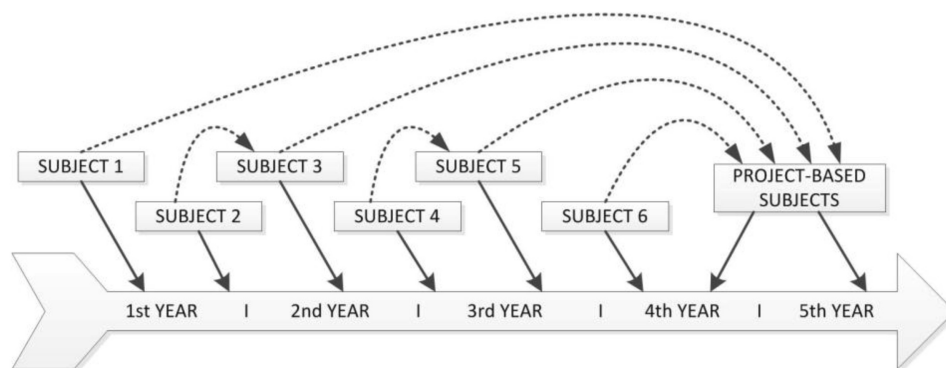 SUBJECT 1
SUBJECT 3
SUBJECT 5
PROJECT-BASED
SUBJECTS
SUBJECT 2
SUBJECT 4
SUBJECT 6
1st YEAR I 2nd YEAR I 3rd YEAR I 4th YEAR I 5th YEAR